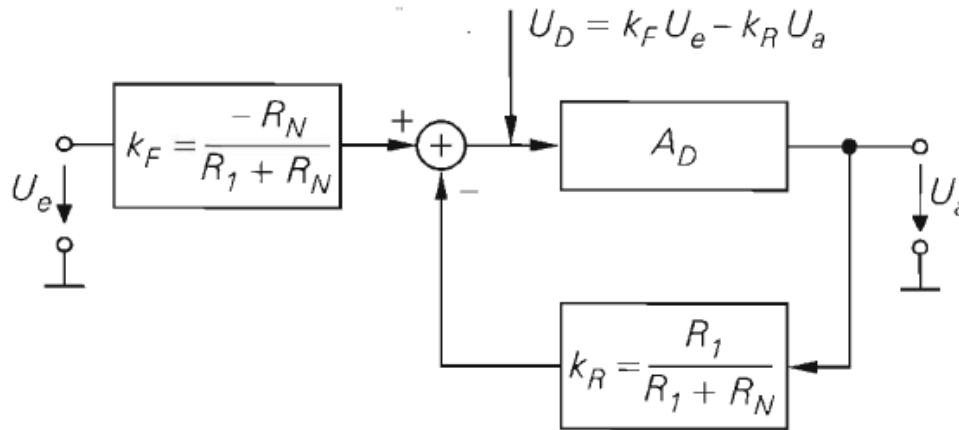 U_D = k_F U_e − k_R U_a
k_F = −R_N / (R_1 + R_N)
+
+
−
A_D
U_e
U_a
k_R = R_1 / (R_1 + R_N)